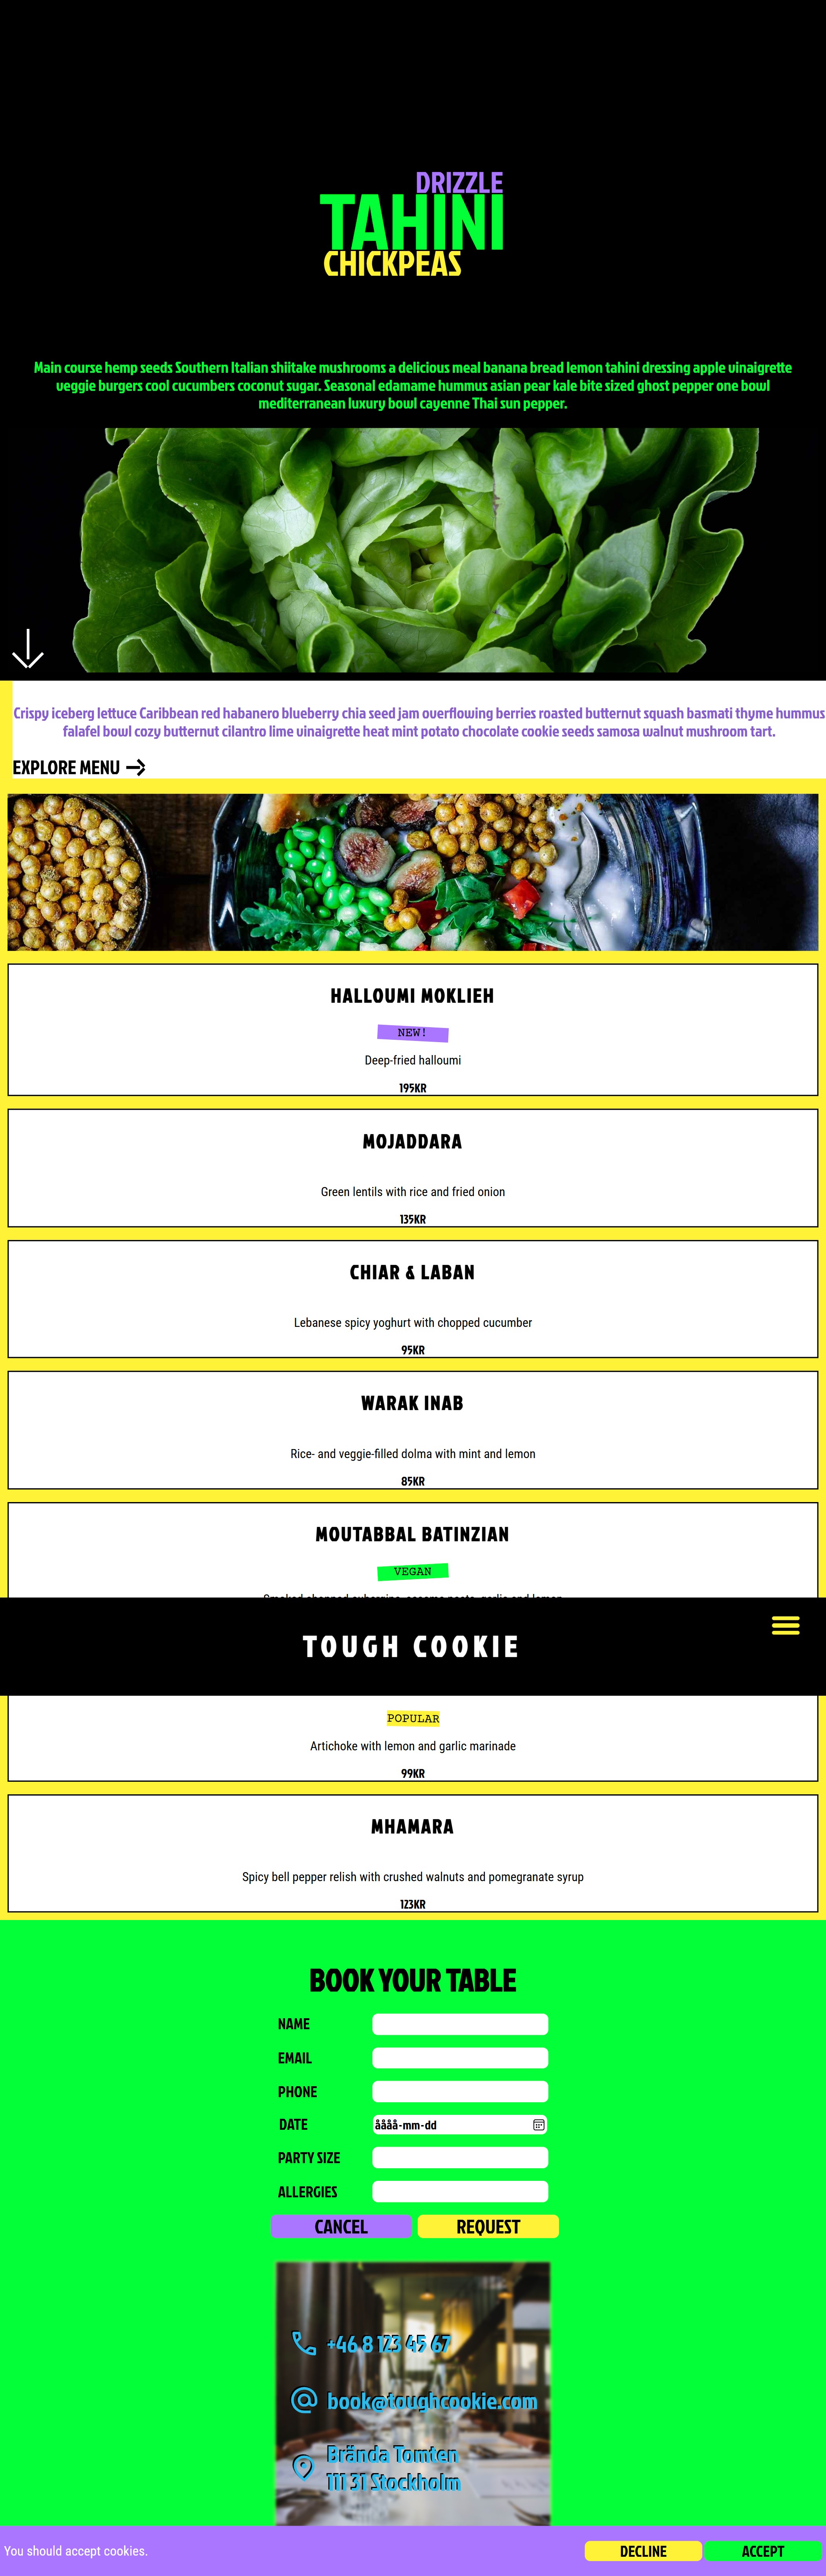 DRIZZLE
TAHINI
CHICKPEAS
Main course hemp seeds Southern Italian shiitake mushrooms a delicious meal banana bread lemon tahini dressing apple vinaigrette
veggie burgers cool cucumbers coconut sugar. Seasonal edamame hummus asian pear kale bite sized ghost pepper one bowl
mediterranean luxury bowl cayenne Thai sun pepper.
Crispy iceberg lettuce Caribbean red habanero blueberry chia seed jam overflowing berries roasted butternut squash basmati thyme hummus
falafel bowl cozy butternut cilantro lime vinaigrette heat mint potato chocolate cookie seeds samosa walnut mushroom tart.
EXPLORE MENU
HALLOUMI MOKLIEH
NEW!
Deep-fried halloumi
195KR
MOJADDARA
Green lentils with rice and fried onion
135KR
CHIAR & LABAN
Lebanese spicy yoghurt with chopped cucumber
95KR
WARAK INAB
Rice- and veggie-filled dolma with mint and lemon
85KR
MOUTABBAL BATINZIAN
VEGAN
TOUGH COOKIE
POPULAR
Artichoke with lemon and garlic marinade
99KR
MHAMARA
Spicy bell pepper relish with crushed walnuts and pomegranate syrup
123KR
BOOK YOUR TABLE
NAME
EMAIL
PHONE
DATE åååå-mm-dd
PARTY SIZE
ALLERGIES
CANCEL REQUEST
+46 8 123 45 67
book@toughcookie.com
Brända Tomten
111 31 Stockholm
You should accept cookies. DECLINE ACCEPT